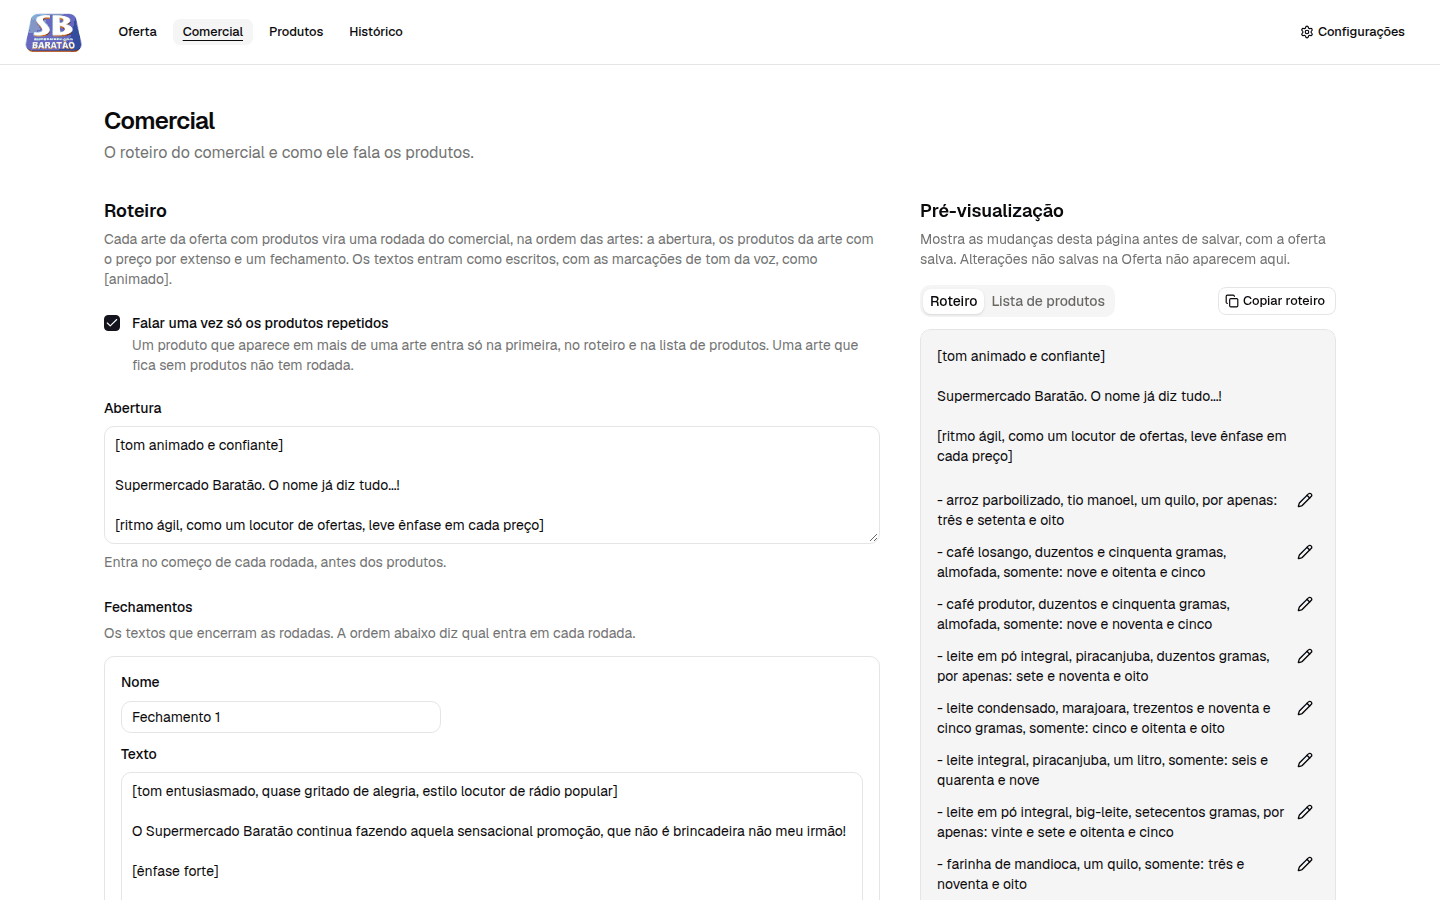 SB
BARATÃO
Oferta
Comercial
Produtos
Histórico
Configurações
Comercial
O roteiro do comercial e como ele fala os produtos.
Roteiro
Cada arte da oferta com produtos vira uma rodada do comercial, na ordem das artes: a abertura, os produtos da arte com
o preço por extenso e um fechamento. Os textos entram como escritos, com as marcações de tom da voz, como
[animado].
Falar uma vez só os produtos repetidos
Um produto que aparece em mais de uma arte entra só na primeira, no roteiro e na lista de produtos. Uma arte que
fica sem produtos não tem rodada.
Abertura
[tom animado e confiante]
Supermercado Baratão. O nome já diz tudo...!
[ritmo ágil, como um locutor de ofertas, leve ênfase em cada preço]
Entra no começo de cada rodada, antes dos produtos.
Fechamentos
Os textos que encerram as rodadas. A ordem abaixo diz qual entra em cada rodada.
Nome
Fechamento 1
Texto
[tom entusiasmado, quase gritado de alegria, estilo locutor de rádio popular]
O Supermercado Baratão continua fazendo aquela sensacional promoção, que não é brincadeira não meu irmão!
[ênfase forte]
Pré-visualização
Mostra as mudanças desta página antes de salvar, com a oferta
salva. Alterações não salvas na Oferta não aparecem aqui.
Roteiro
Lista de produtos
Copiar roteiro
[tom animado e confiante]
Supermercado Baratão. O nome já diz tudo...!
[ritmo ágil, como um locutor de ofertas, leve ênfase em
cada preço]
- arroz parboilizado, tio manoel, um quilo, por apenas:
três e setenta e oito
- café losango, duzentos e cinquenta gramas,
almofada, somente: nove e oitenta e cinco
- café produtor, duzentos e cinquenta gramas,
almofada, somente: nove e noventa e cinco
- leite em pó integral, piracanjuba, duzentos gramas,
por apenas: sete e noventa e oito
- leite condensado, marajoara, trezentos e noventa e
cinco gramas, somente: cinco e oitenta e oito
- leite integral, piracanjuba, um litro, somente: seis e
quarenta e nove
- leite em pó integral, big-leite, setecentos gramas, por
apenas: vinte e sete e oitenta e cinco
- farinha de mandioca, um quilo, somente: três e
noventa e oito